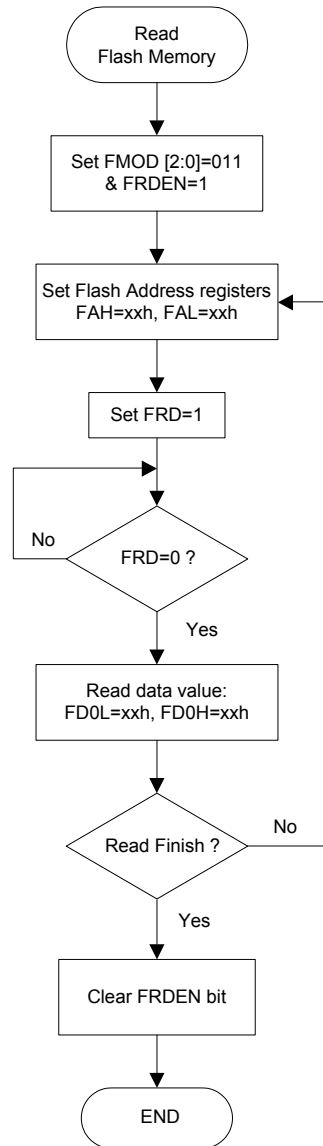 Read
Flash Memory
Set FMOD [2:0]=011
& FRDEN=1
Set Flash Address registers
FAH=xxh, FAL=xxh
Set FRD=1
No
FRD=0 ?
Yes
Read data value:
FD0L=xxh, FD0H=xxh
Read Finish ?
No
Yes
Clear FRDEN bit
END